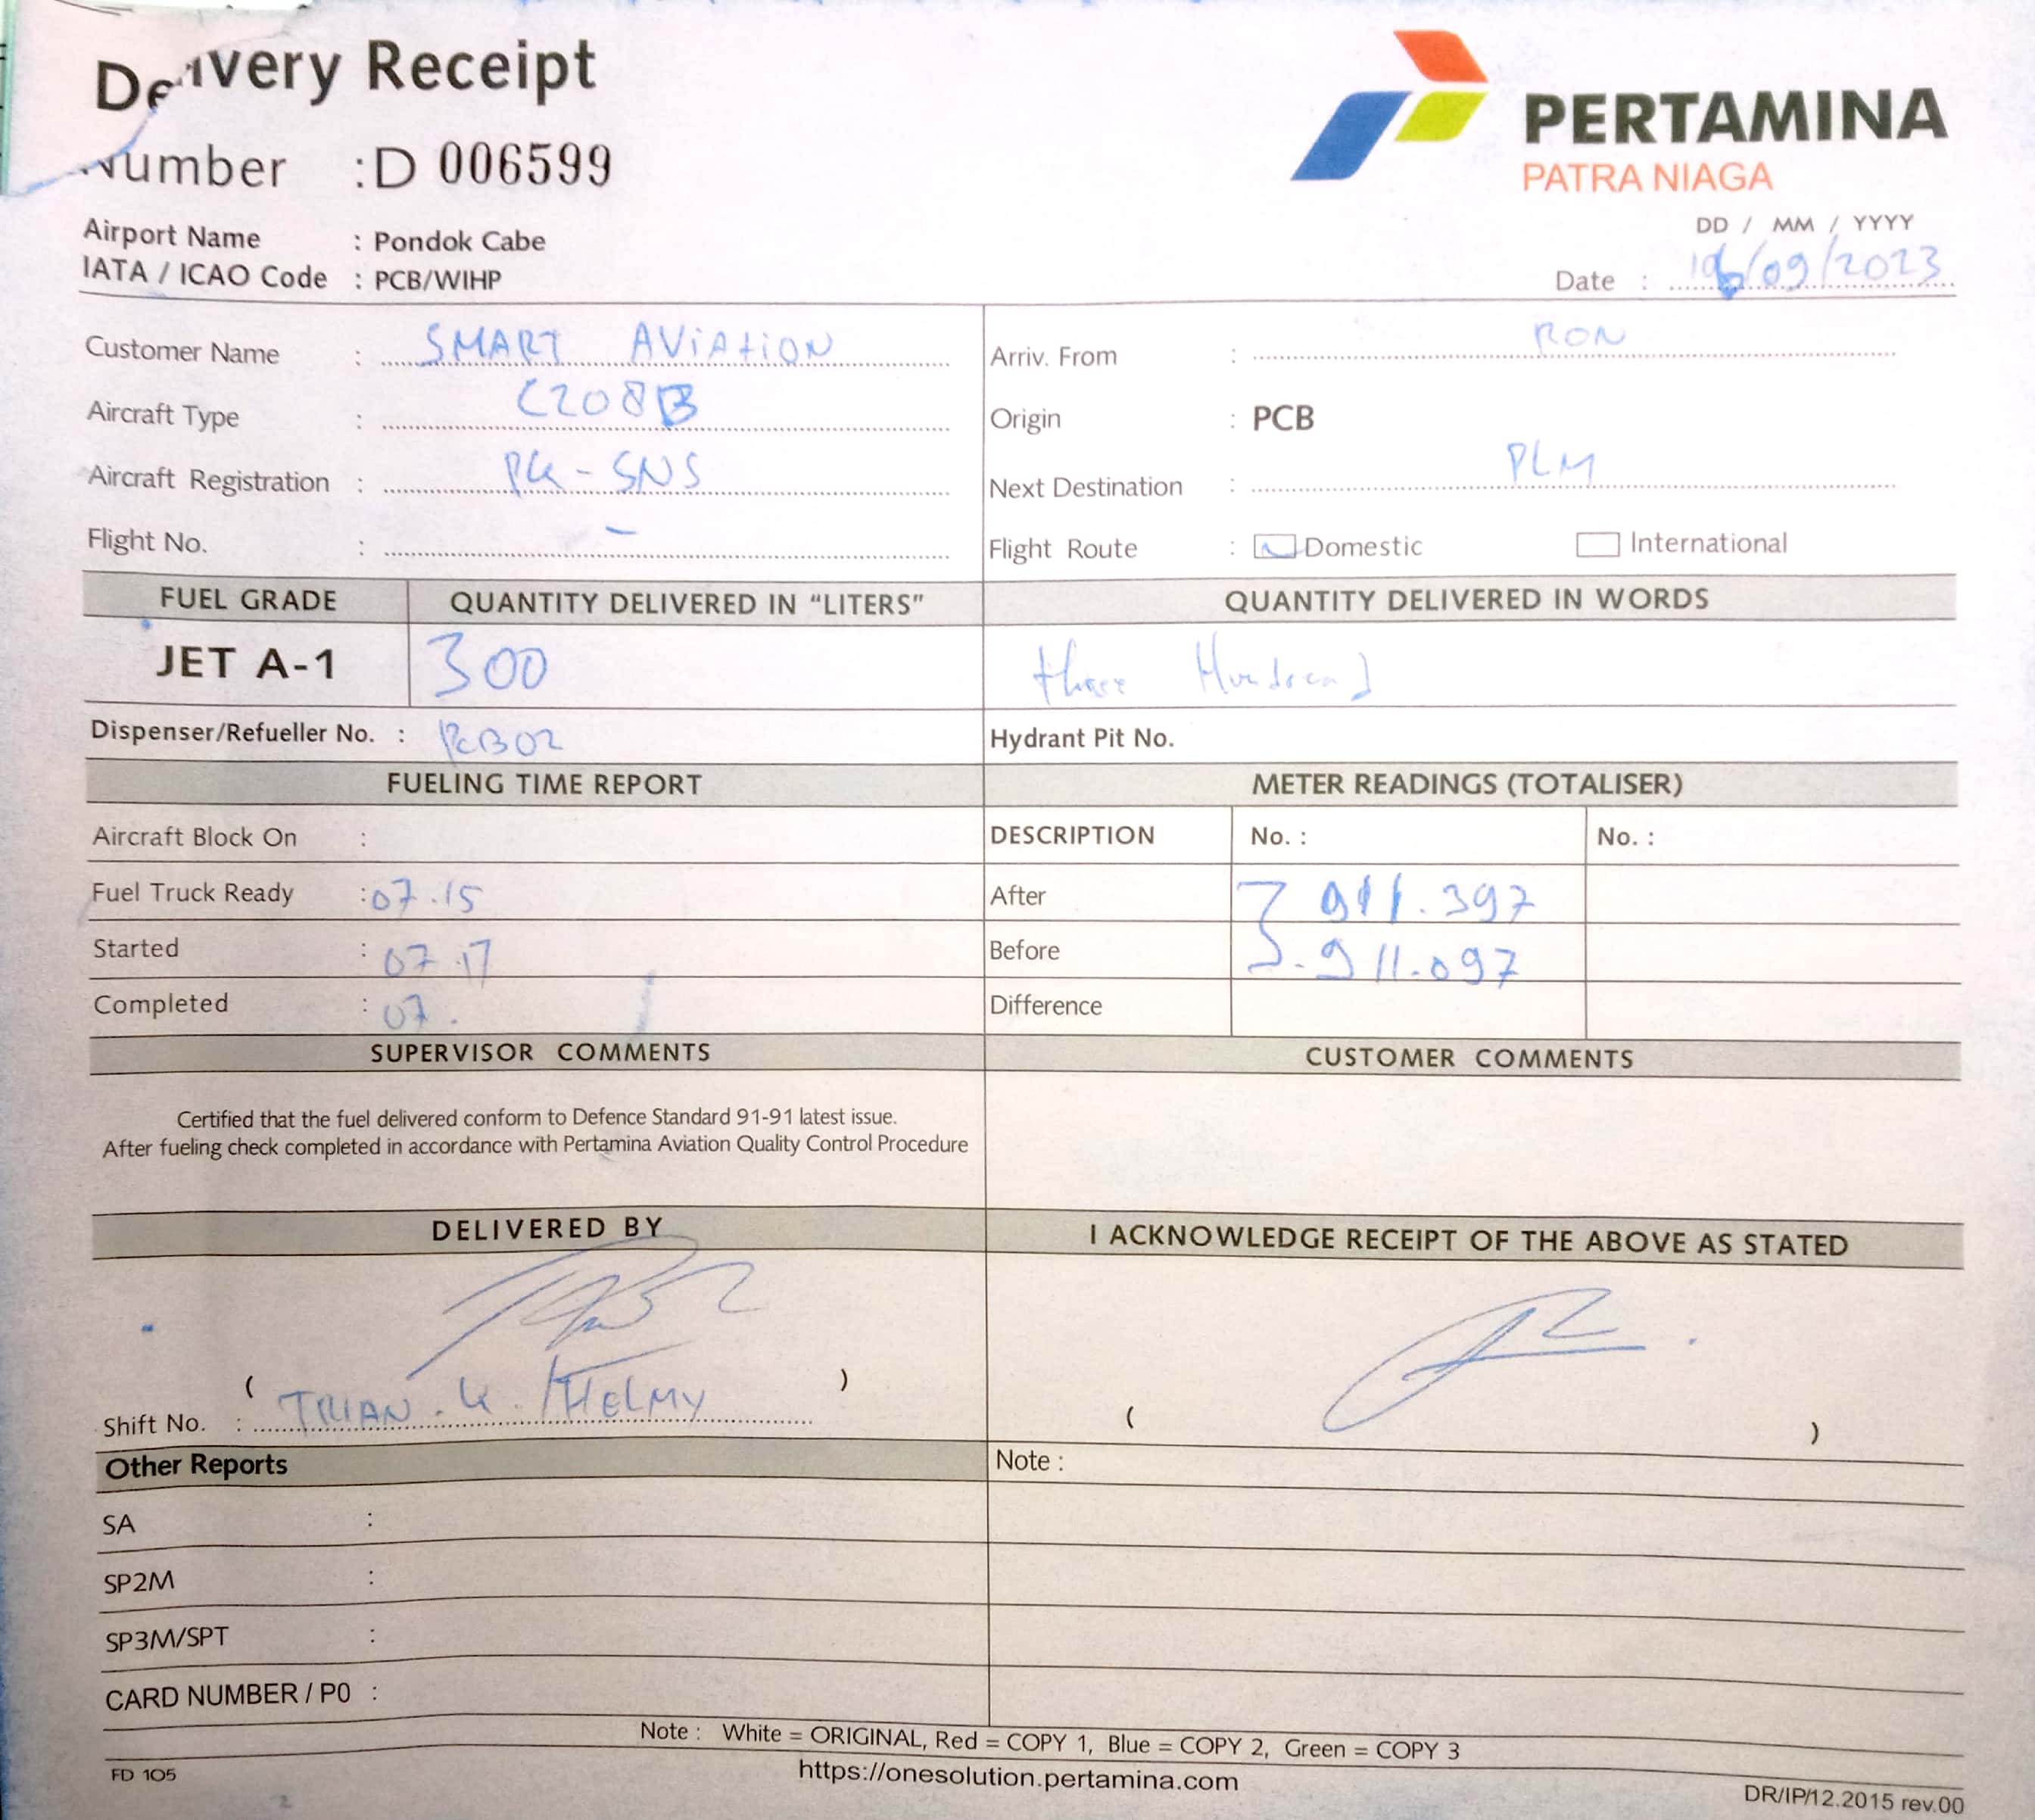 Delivery Receipt
PERTAMINA
PATRA NIAGA
Number : D 006599
Airport Name : Pondok Cabe
IATA / ICAO Code : PCB/WIHP
DD / MM / YYYY
Date : /09/2023
Customer Name : SMART AViAtiON
Arriv. From : RON
Aircraft Type : C208B
Origin : PCB
Aircraft Registration : PK-SNS
Next Destination : PLM
Flight No. : -
Flight Route : Domestic International
FUEL GRADE QUANTITY DELIVERED IN “LITERS” QUANTITY DELIVERED IN WORDS
JET A-1 300 three Hundread
Dispenser/Refueller No. : PCB02 Hydrant Pit No.
FUELING TIME REPORT METER READINGS (TOTALISER)
Aircraft Block On : DESCRIPTION No. : No. :
Fuel Truck Ready : 07.15 After 911.397
Started : 07.17 Before 911.097
Completed : 07. Difference
SUPERVISOR COMMENTS CUSTOMER COMMENTS
Certified that the fuel delivered conform to Defence Standard 91-91 latest issue.
After fueling check completed in accordance with Pertamina Aviation Quality Control Procedure
DELIVERED BY I ACKNOWLEDGE RECEIPT OF THE ABOVE AS STATED
( )
Shift No. : TRIAN.K/HELMY ( )
Other Reports Note :
SA :
SP2M :
SP3M/SPT :
CARD NUMBER / P0 :
Note : White = ORIGINAL, Red = COPY 1, Blue = COPY 2, Green = COPY 3
FD 105 https://onesolution.pertamina.com DR/IP/12.2015 rev.00